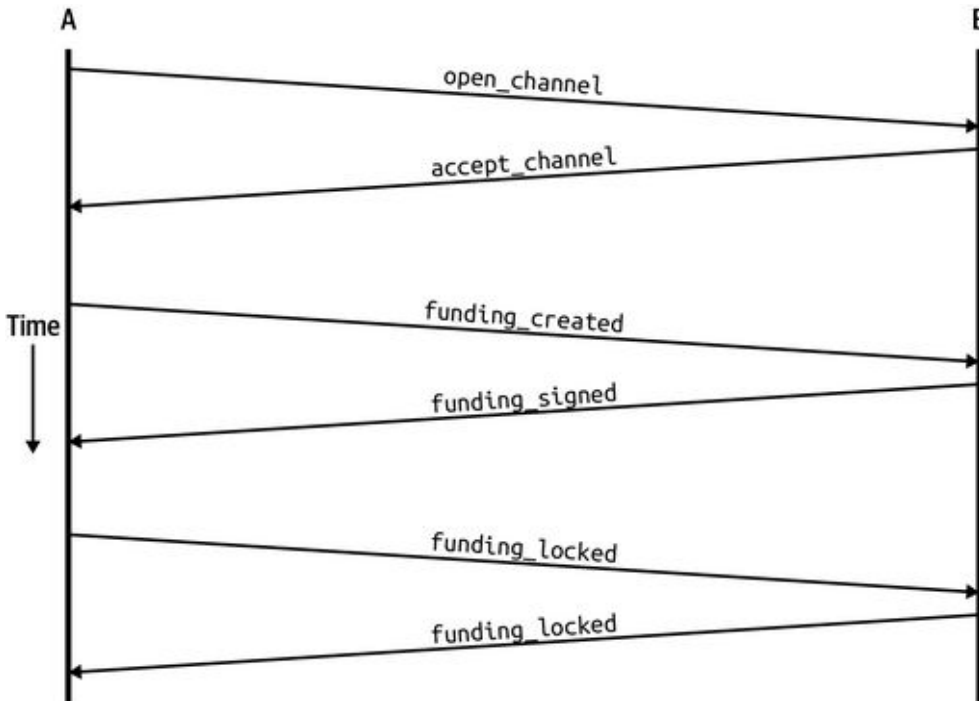 A
open_channel
accept_channel
Time
funding_created
funding_signed
funding_locked
funding_locked